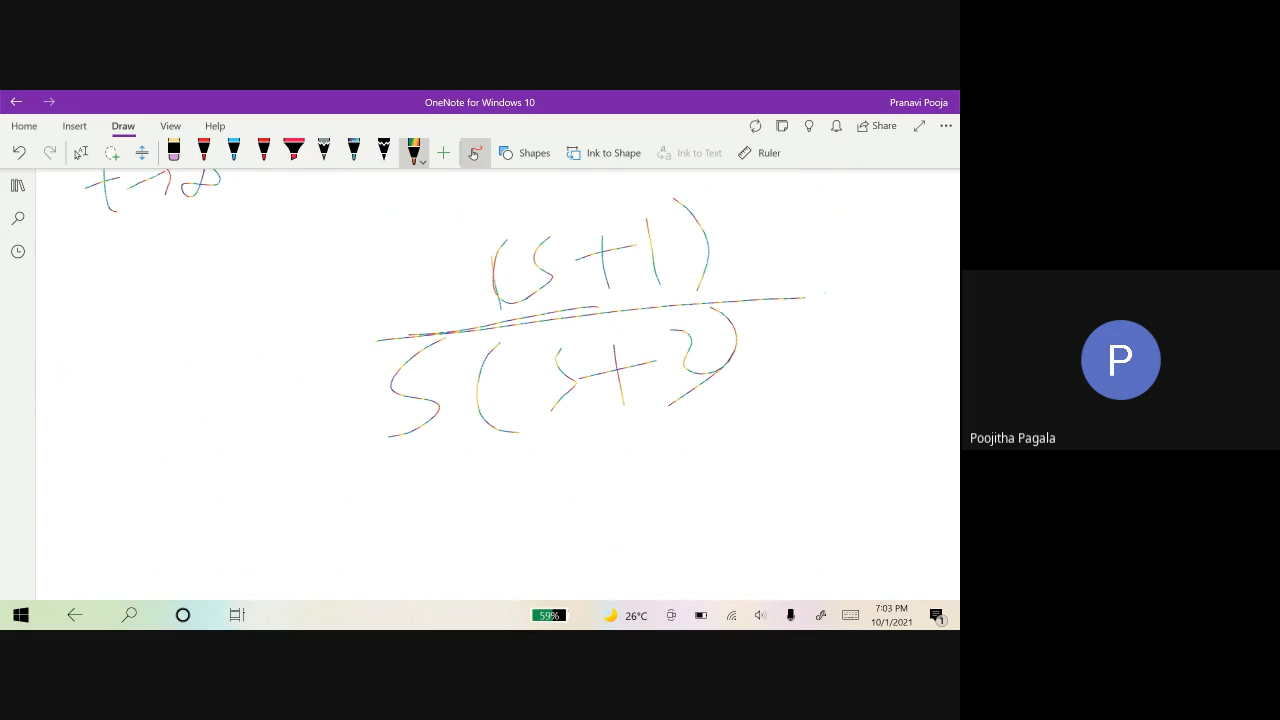 OneNote for Windows 10
Pranavi Pooja
Home Insert Draw View Help
Share
Shapes
Ink to Shape
Ink to Text
Ruler
t→∞
(s+1)
s(s+2)
P
Poojitha Pagala
59%
26°C
7:03 PM
10/1/2021
1